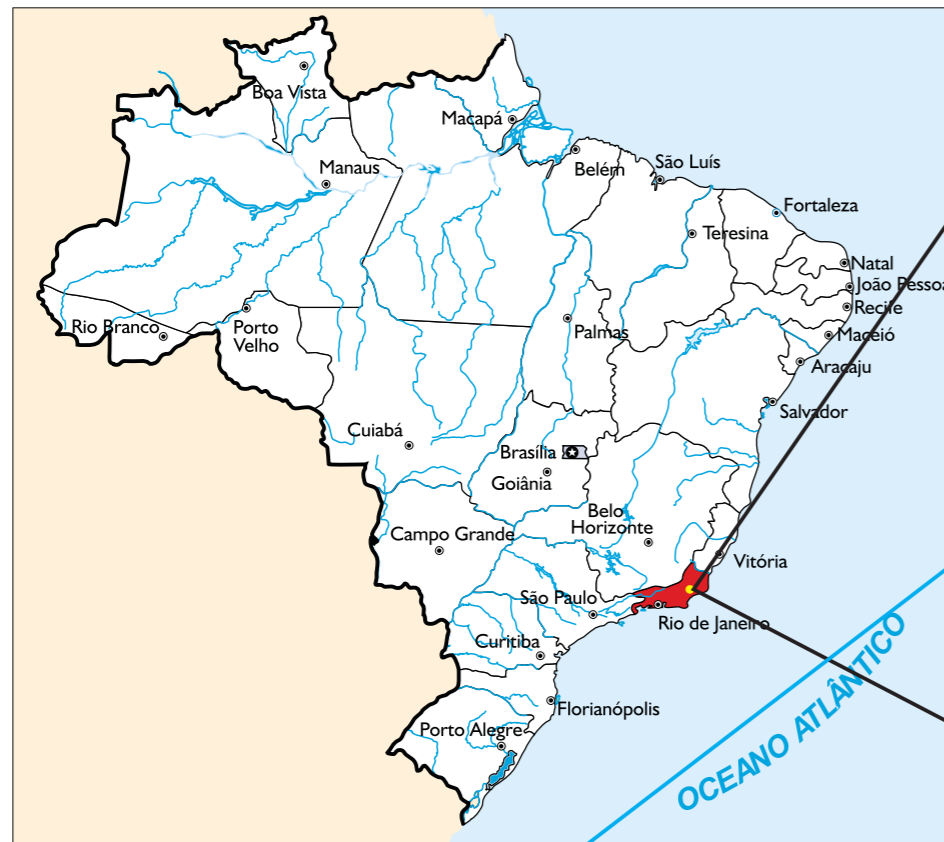 Boa Vista
Macapá
Manaus
Belém
São Luís
Fortaleza
Teresina
Natal
João Pessoa
Recife
Rio Branco
Porto
Velho
Palmas
Maceió
Aracaju
Salvador
Cuiabá
Brasília
Goiânia
Campo Grande
Belo
Horizonte
Vitória
São Paulo
Rio de Janeiro
Curitiba
Florianópolis
Porto Alegre
OCEANO ATLÂNTICO